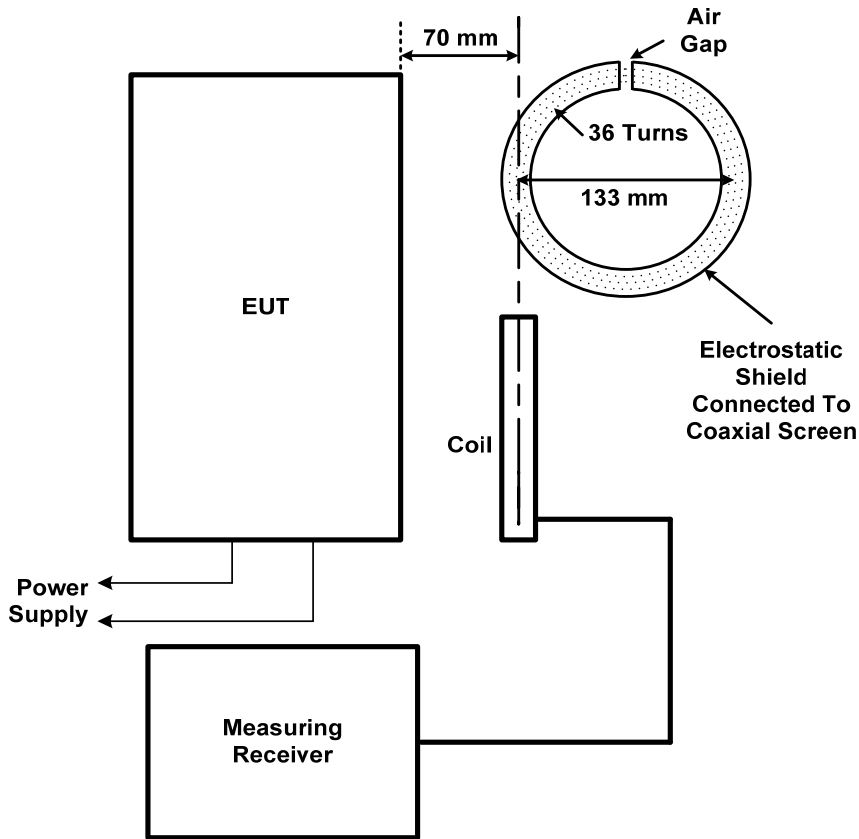 70 mm
Air
Gap
36 Turns
133 mm
EUT
Electrostatic
Shield
Connected To
Coaxial Screen
Coil
Power
Supply
Measuring
Receiver